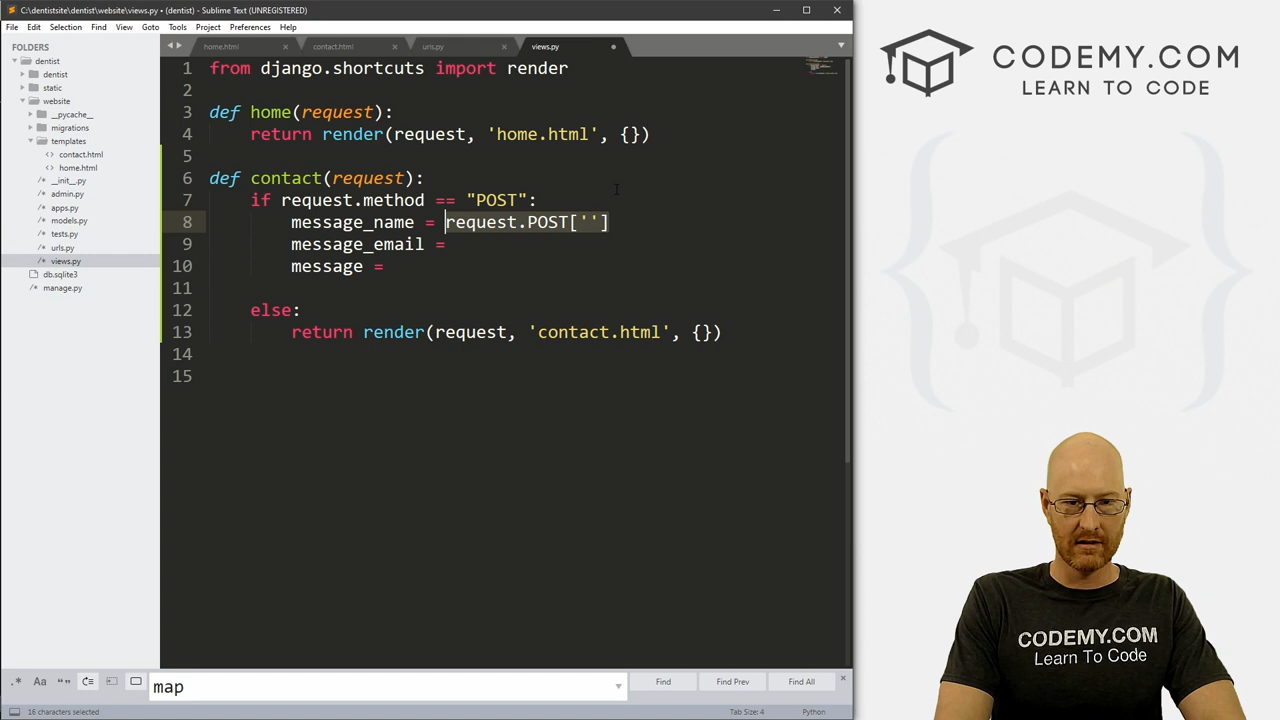 C:\dentistsite\dentist\website\views.py • (dentist) - Sublime Text (UNREGISTERED)
File Edit Selection Find View Goto Tools Project Preferences Help
FOLDERS
dentist
dentist
static
website
__pycache__
migrations
templates
contact.html
home.html
__init__.py
admin.py
apps.py
models.py
tests.py
urls.py
views.py
db.sqlite3
manage.py
home.html contact.html urls.py views.py
1 from django.shortcuts import render
2
3 def home(request):
4 return render(request, 'home.html', {})
5
6 def contact(request):
7 if request.method == "POST":
8 message_name = request.POST['']
9 message_email =
10 message =
11
12 else:
13 return render(request, 'contact.html', {})
14
15
.* Aa “” map Find Find Prev Find All
16 characters selected Tab Size: 4 Python
CODEMY.COM
LEARN TO CODE
CODEMY.COM
Learn To Code